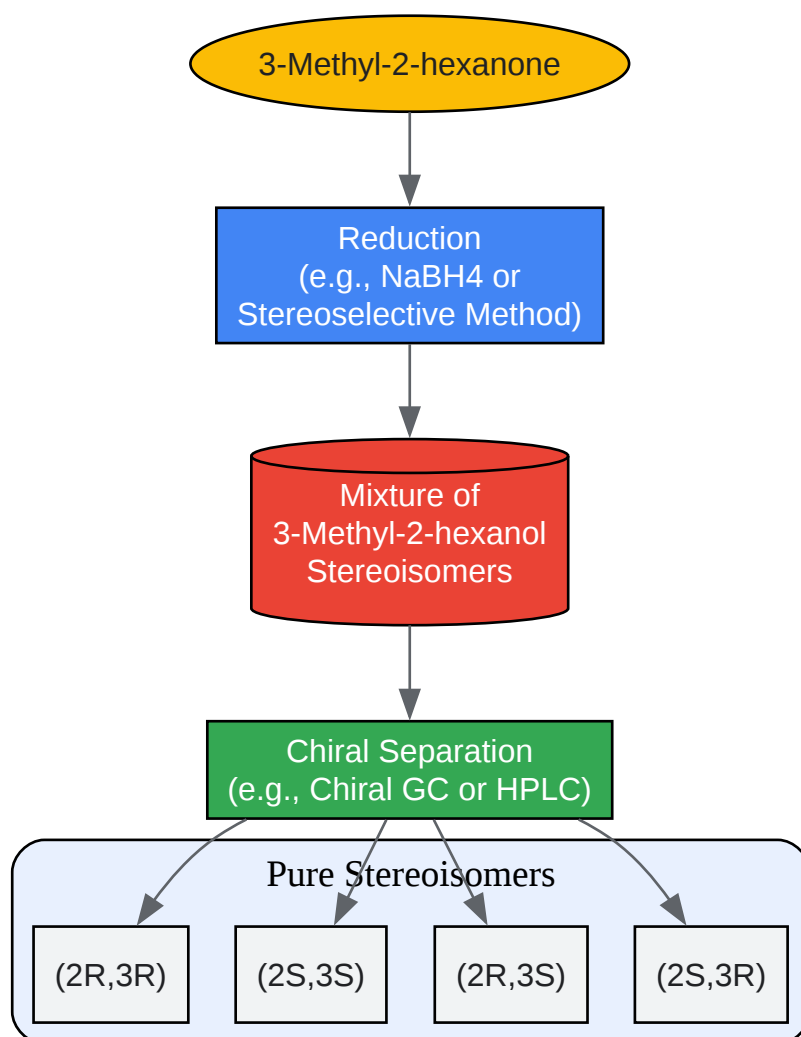 3-Methyl-2-hexanone
Reduction
(e.g., NaBH4 or
Stereoselective Method)
Mixture of
3-Methyl-2-hexanol
Stereoisomers
Chiral Separation
(e.g., Chiral GC or HPLC)
Pure Stereoisomers
(2R,3R)
(2S,3S)
(2R,3S)
(2S,3R)